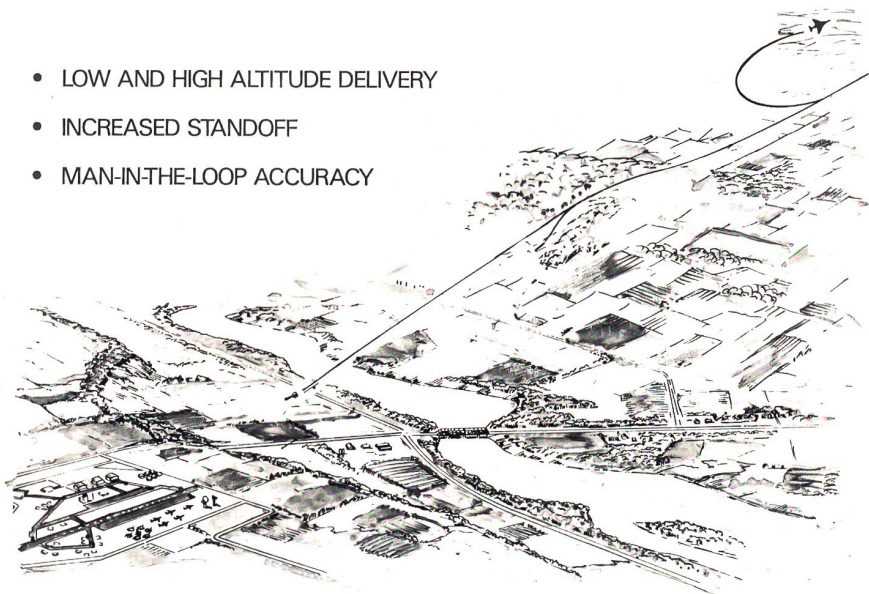 • LOW AND HIGH ALTITUDE DELIVERY
• INCREASED STANDOFF
• MAN-IN-THE-LOOP ACCURACY